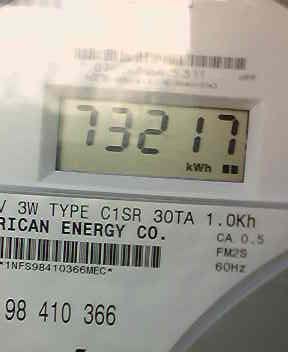 73217
kWh
V 3W TYPE C1SR 30TA 1.0Kh
RICAN ENERGY CO.
CA 0.5
FM2S
60Hz
*1NFS98410366MEC*
98 410 366